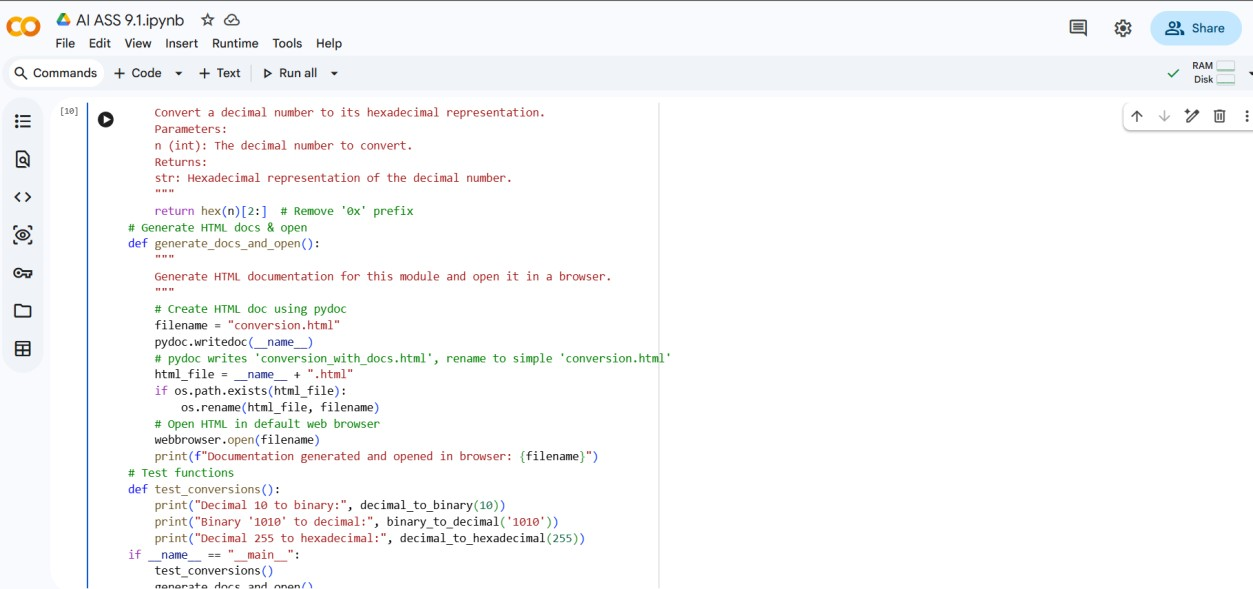 AI ASS 9.1.ipynb
File Edit View Insert Runtime Tools Help
Share
Commands + Code + Text Run all
RAM
Disk
[10]
Convert a decimal number to its hexadecimal representation.
Parameters:
n (int): The decimal number to convert.
Returns:
str: Hexadecimal representation of the decimal number.
"""
return hex(n)[2:]  # Remove '0x' prefix
# Generate HTML docs & open
def generate_docs_and_open():
"""
Generate HTML documentation for this module and open it in a browser.
"""
# Create HTML doc using pydoc
filename = "conversion.html"
pydoc.writedoc(__name__)
# pydoc writes 'conversion_with_docs.html', rename to simple 'conversion.html'
html_file = __name__ + ".html"
if os.path.exists(html_file):
os.rename(html_file, filename)
# Open HTML in default web browser
webbrowser.open(filename)
print(f"Documentation generated and opened in browser: {filename}")
# Test functions
def test_conversions():
print("Decimal 10 to binary:", decimal_to_binary(10))
print("Binary '1010' to decimal:", binary_to_decimal('1010'))
print("Decimal 255 to hexadecimal:", decimal_to_hexadecimal(255))
if __name__ == "__main__":
test_conversions()
generate_docs_and_open()